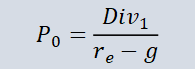 P₀ = Div₁ / (rₑ − g)